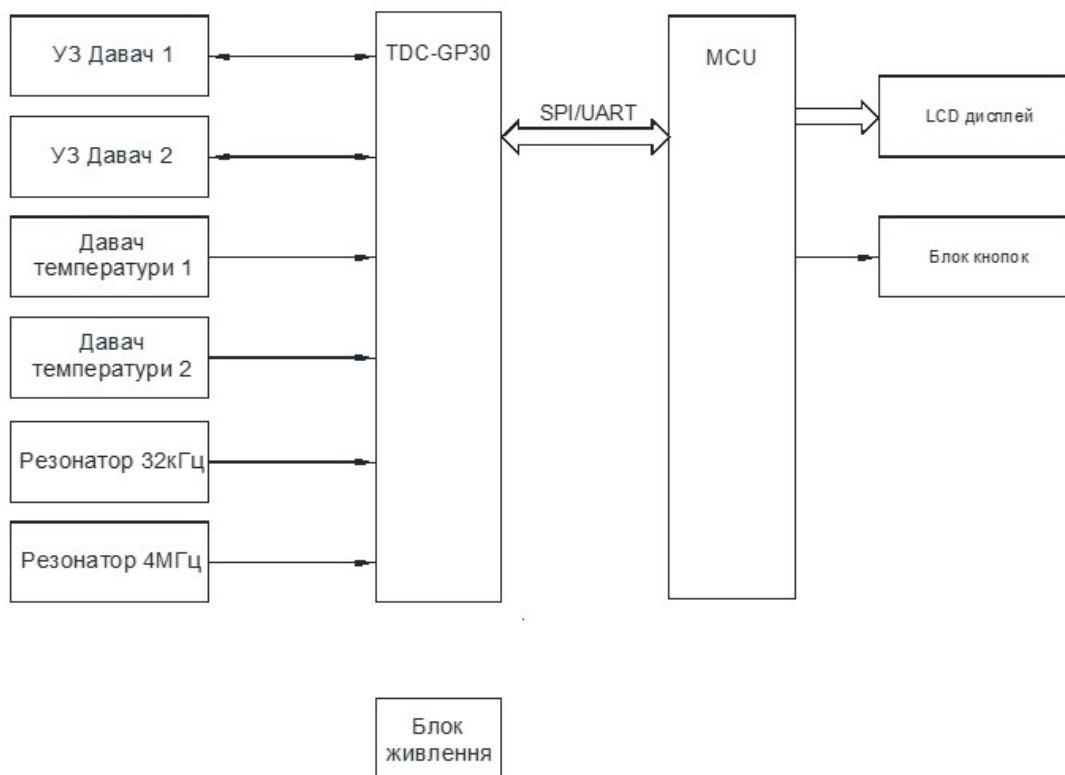 УЗ Давач 1
TDC-GP30
MCU
SPI/UART
LCD дисплей
УЗ Давач 2
Давач
температури 1
Блок кнопок
Давач
температури 2
Резонатор 32кГц
Резонатор 4МГц
Блок
живлення